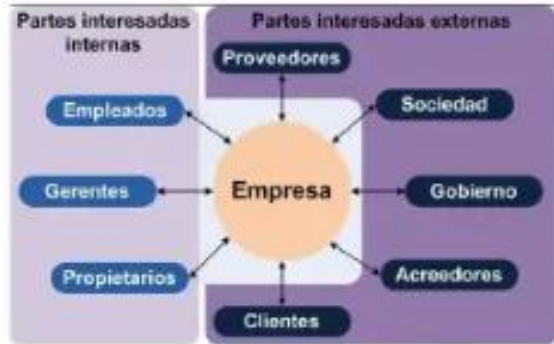 Partes interesadas
internas
Partes interesadas externas
Proveedores
Empleados
Sociedad
Gerentes
Empresa
Gobierno
Propietarios
Acreedores
Clientes